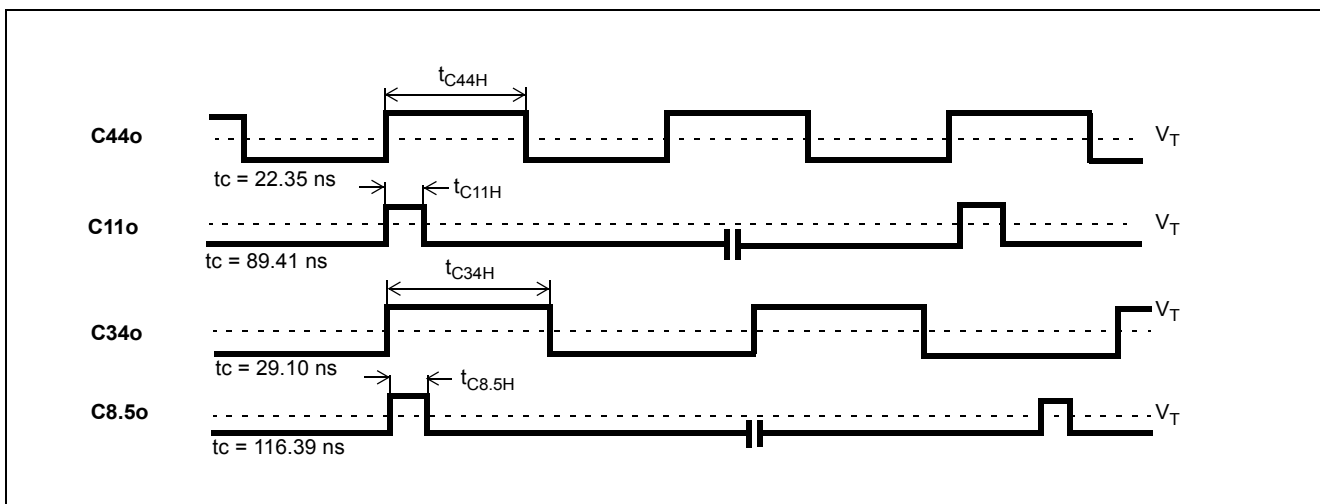 tC44H
C44o
VT
tc = 22.35 ns
tC11H
C11o
VT
tc = 89.41 ns
tC34H
VT
C34o
tc = 29.10 ns
tC8.5H
C8.5o
VT
tc = 116.39 ns